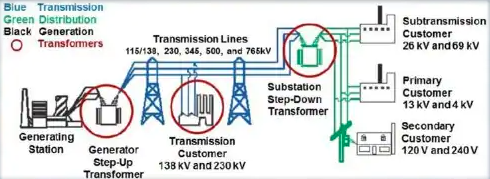 Blue Transmission
Green Distribution
Black Generation
Transformers
Transmission Lines
115/138, 230, 345, 500, and 765kV
Subtransmission
Customer
26 kV and 69 kV
Primary
Customer
13 kV and 4 kV
Secondary
Customer
120 V and 240 V
Substation
Step-Down
Transformer
Generating
Station
Generator
Step-Up
Transformer
Transmission
Customer
138 kV and 230 kV